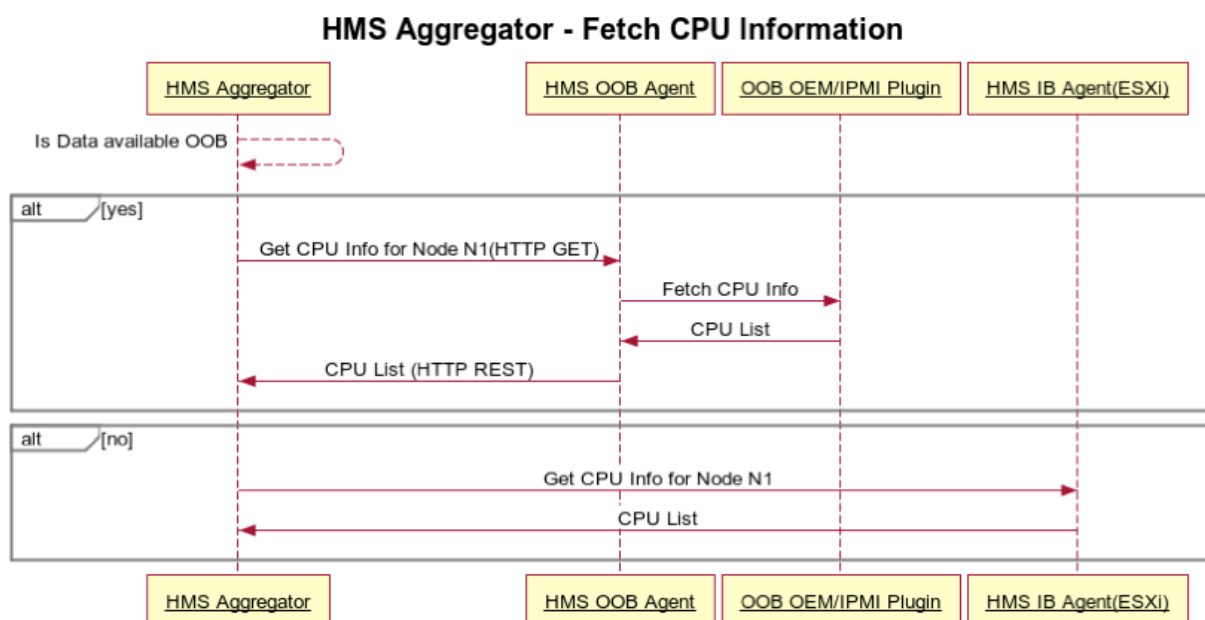 HMS Aggregator - Fetch CPU Information
HMS Aggregator
HMS OOB Agent
OOB OEM/IPMI Plugin
HMS IB Agent(ESXi)
Is Data available OOB
alt
[yes]
Get CPU Info for Node N1(HTTP GET)
Fetch CPU Info
CPU List
CPU List (HTTP REST)
alt
[no]
Get CPU Info for Node N1
CPU List
HMS Aggregator
HMS OOB Agent
OOB OEM/IPMI Plugin
HMS IB Agent(ESXi)